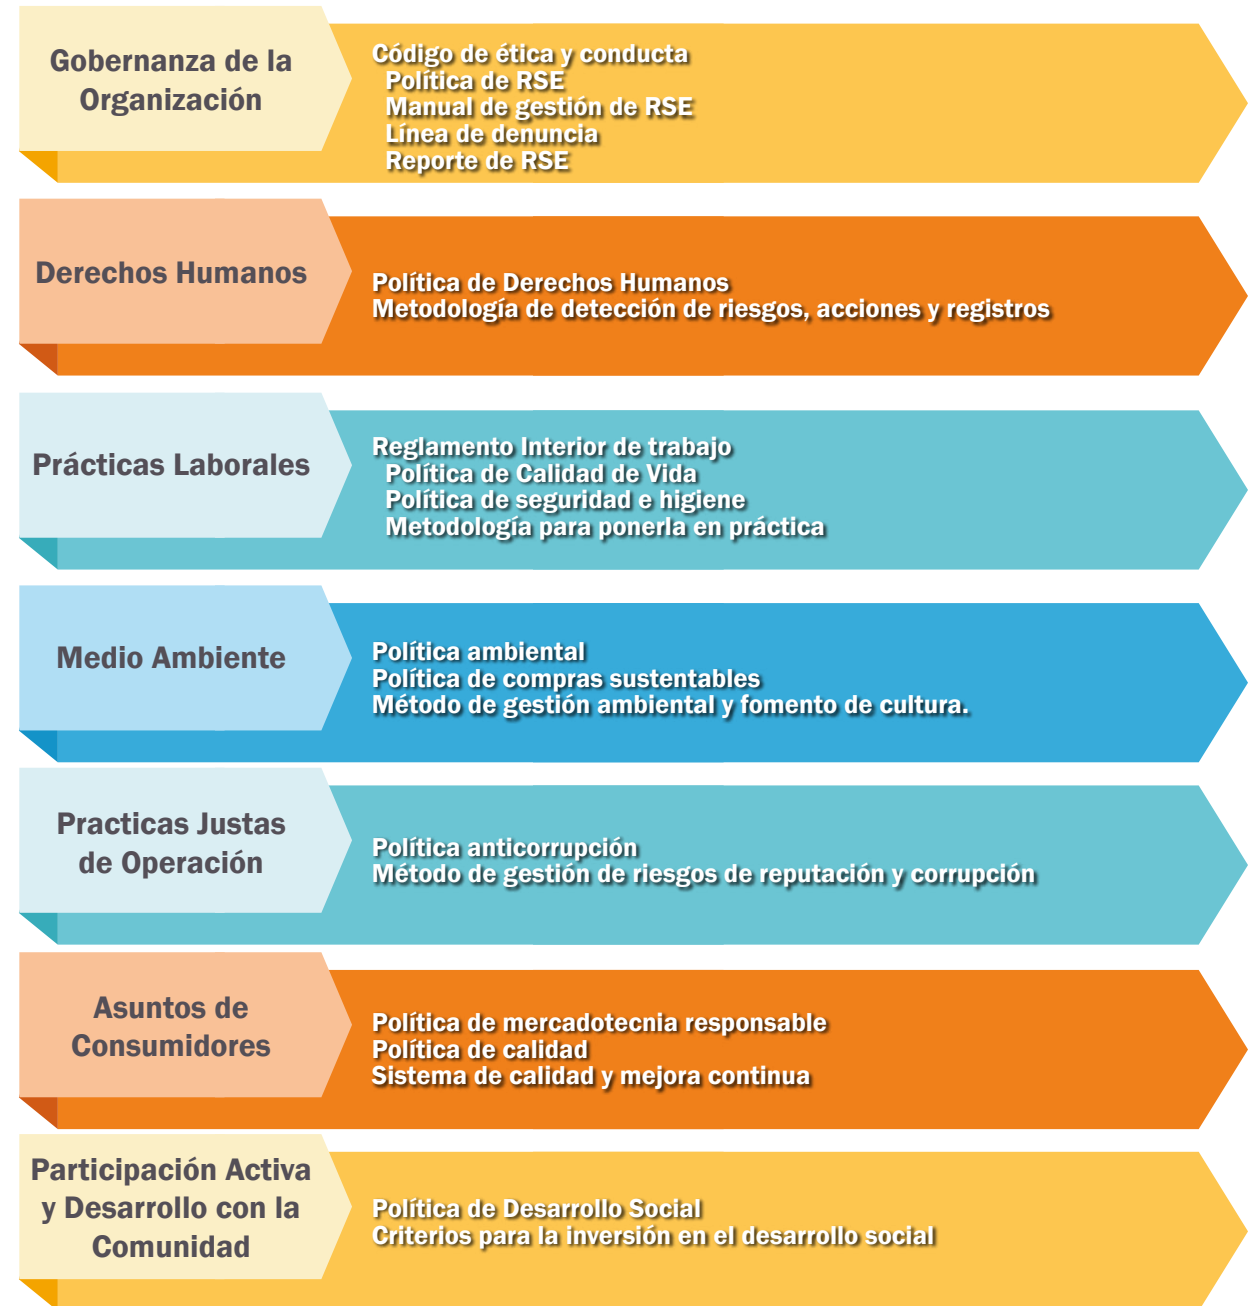 Gobernanza de la
Organización
Código de ética y conducta
Política de RSE
Manual de gestión de RSE
Línea de denuncia
Reporte de RSE
Derechos Humanos
Política de Derechos Humanos
Metodología de detección de riesgos, acciones y registros
Prácticas Laborales
Reglamento Interior de trabajo
Política de Calidad de Vida
Política de seguridad e higiene
Metodología para ponerla en práctica
Medio Ambiente
Política ambiental
Política de compras sustentables
Método de gestión ambiental y fomento de cultura.
Practicas Justas
de Operación
Política anticorrupción
Método de gestión de riesgos de reputación y corrupción
Asuntos de
Consumidores
Política de mercadotecnia responsable
Política de calidad
Sistema de calidad y mejora continua
Participación Activa
y Desarrollo con la
Comunidad
Política de Desarrollo Social
Criterios para la inversión en el desarrollo social